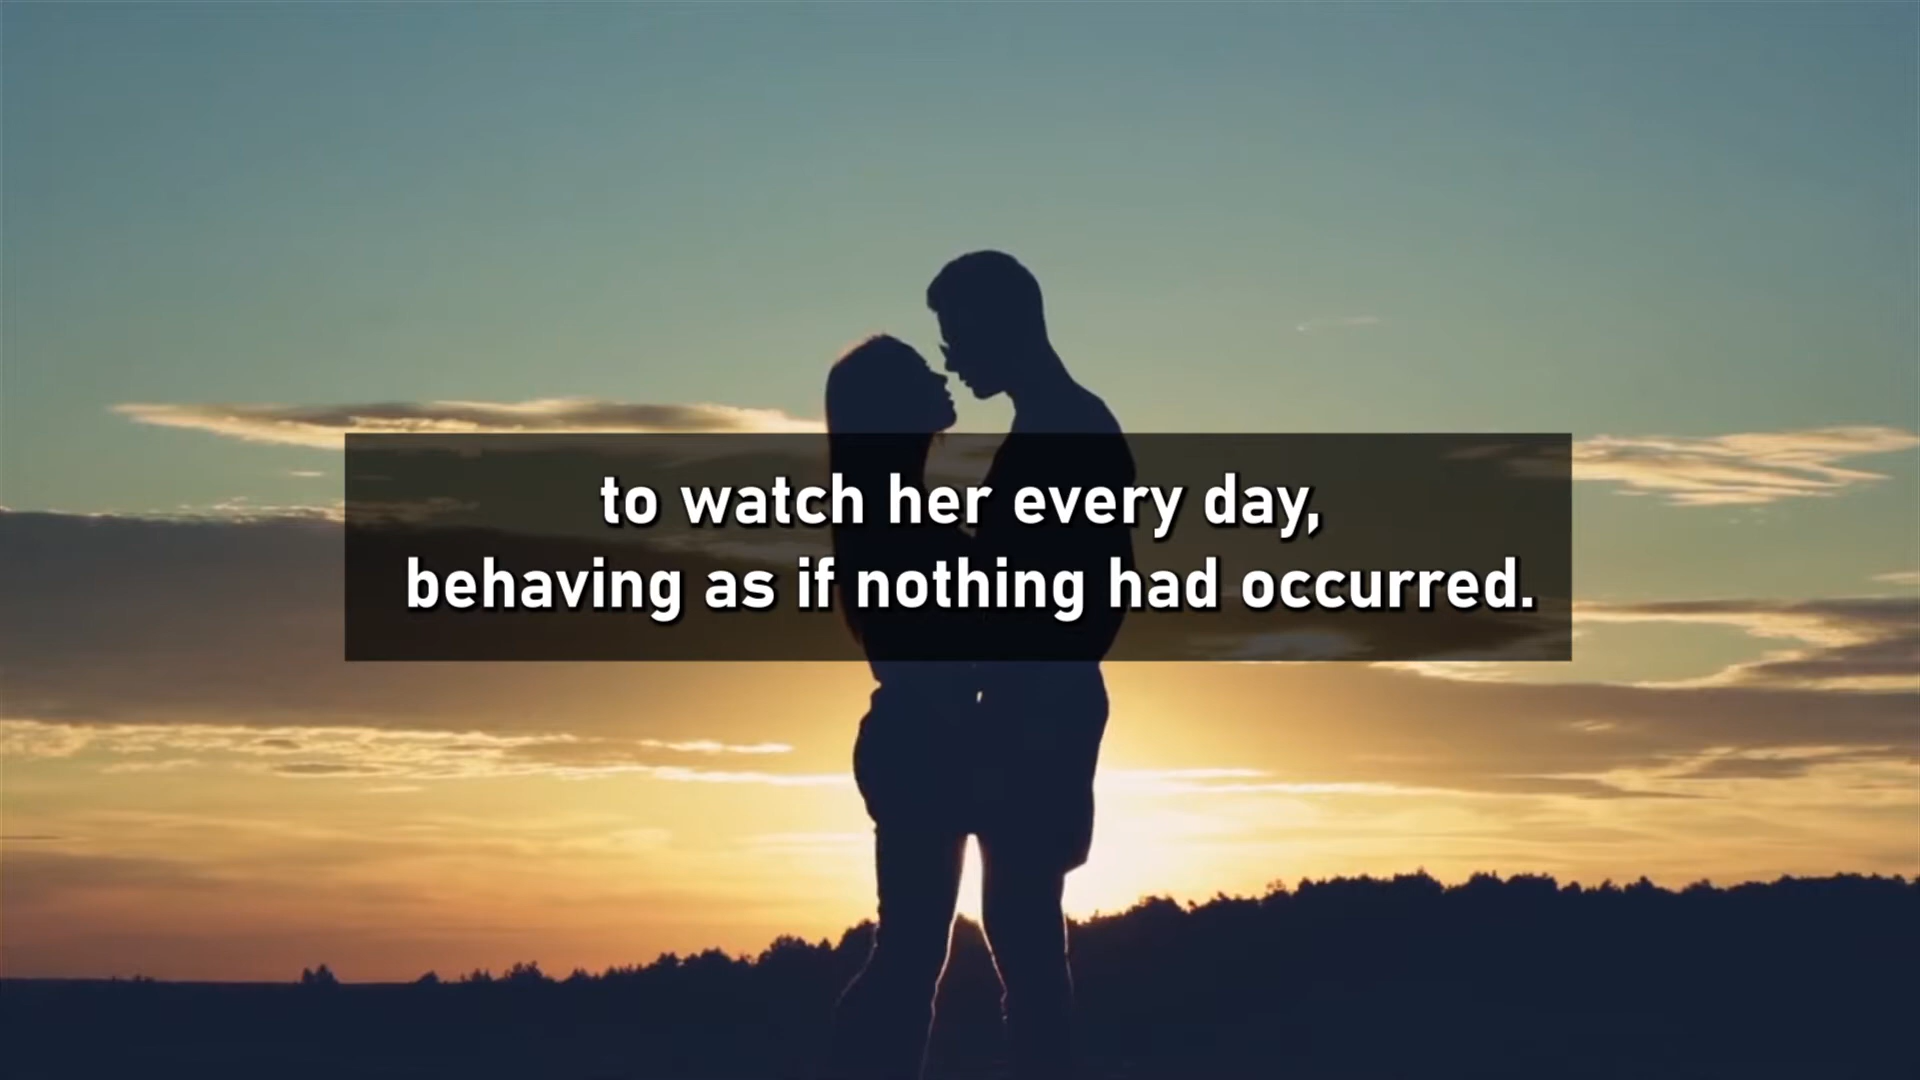 to watch her every day,
behaving as if nothing had occurred.